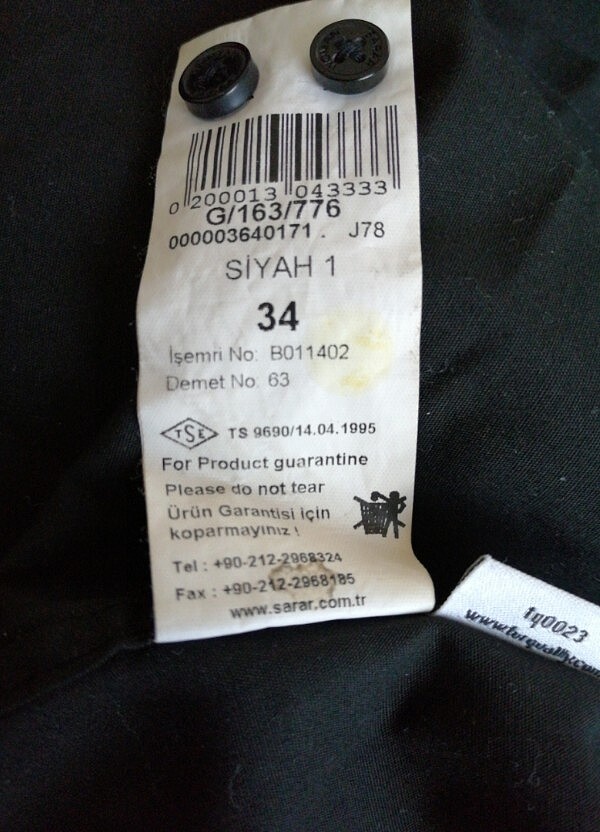 0 200013 043333
G/163/776
000003640171 . J78
SİYAH 1
34
İşemri No: B011402
Demet No: 63
TSE TS 9690/14.04.1995
For Product guarantine
Please do not tear
Ürün Garantisi için
koparmayınız !
Tel : +90-212-2968324
Fax : +90-212-2968185
www.sarar.com.tr
fq0023